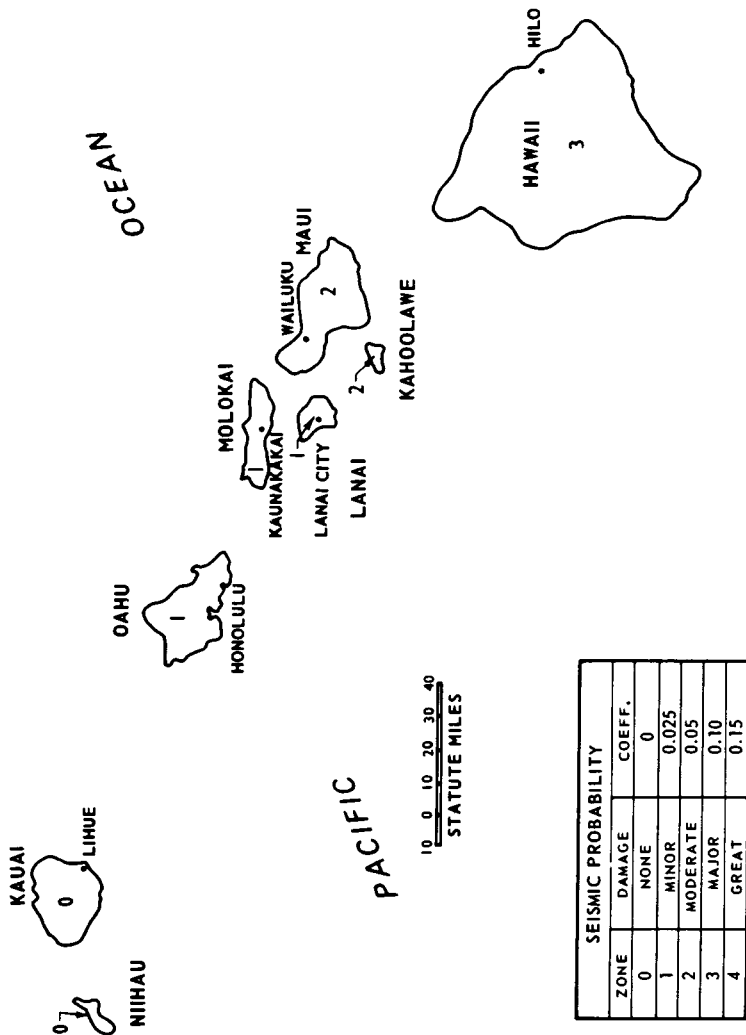 KAUAI
0
LIHUE
0
NIIHAU
OAHU
1
HONOLULU
MOLOKAI
1
KAUNAKAKAI
1
LANAI CITY
LANAI
WAILUKU
MAUI
2
2
KAHOOLAWE
OCEAN
HAWAII
3
HILO
PACIFIC
10 0 10 20 30 40
STATUTE MILES
SEISMIC PROBABILITY
ZONE DAMAGE COEFF.
0 NONE 0
1 MINOR 0.025
2 MODERATE 0.05
3 MAJOR 0.10
4 GREAT 0.15